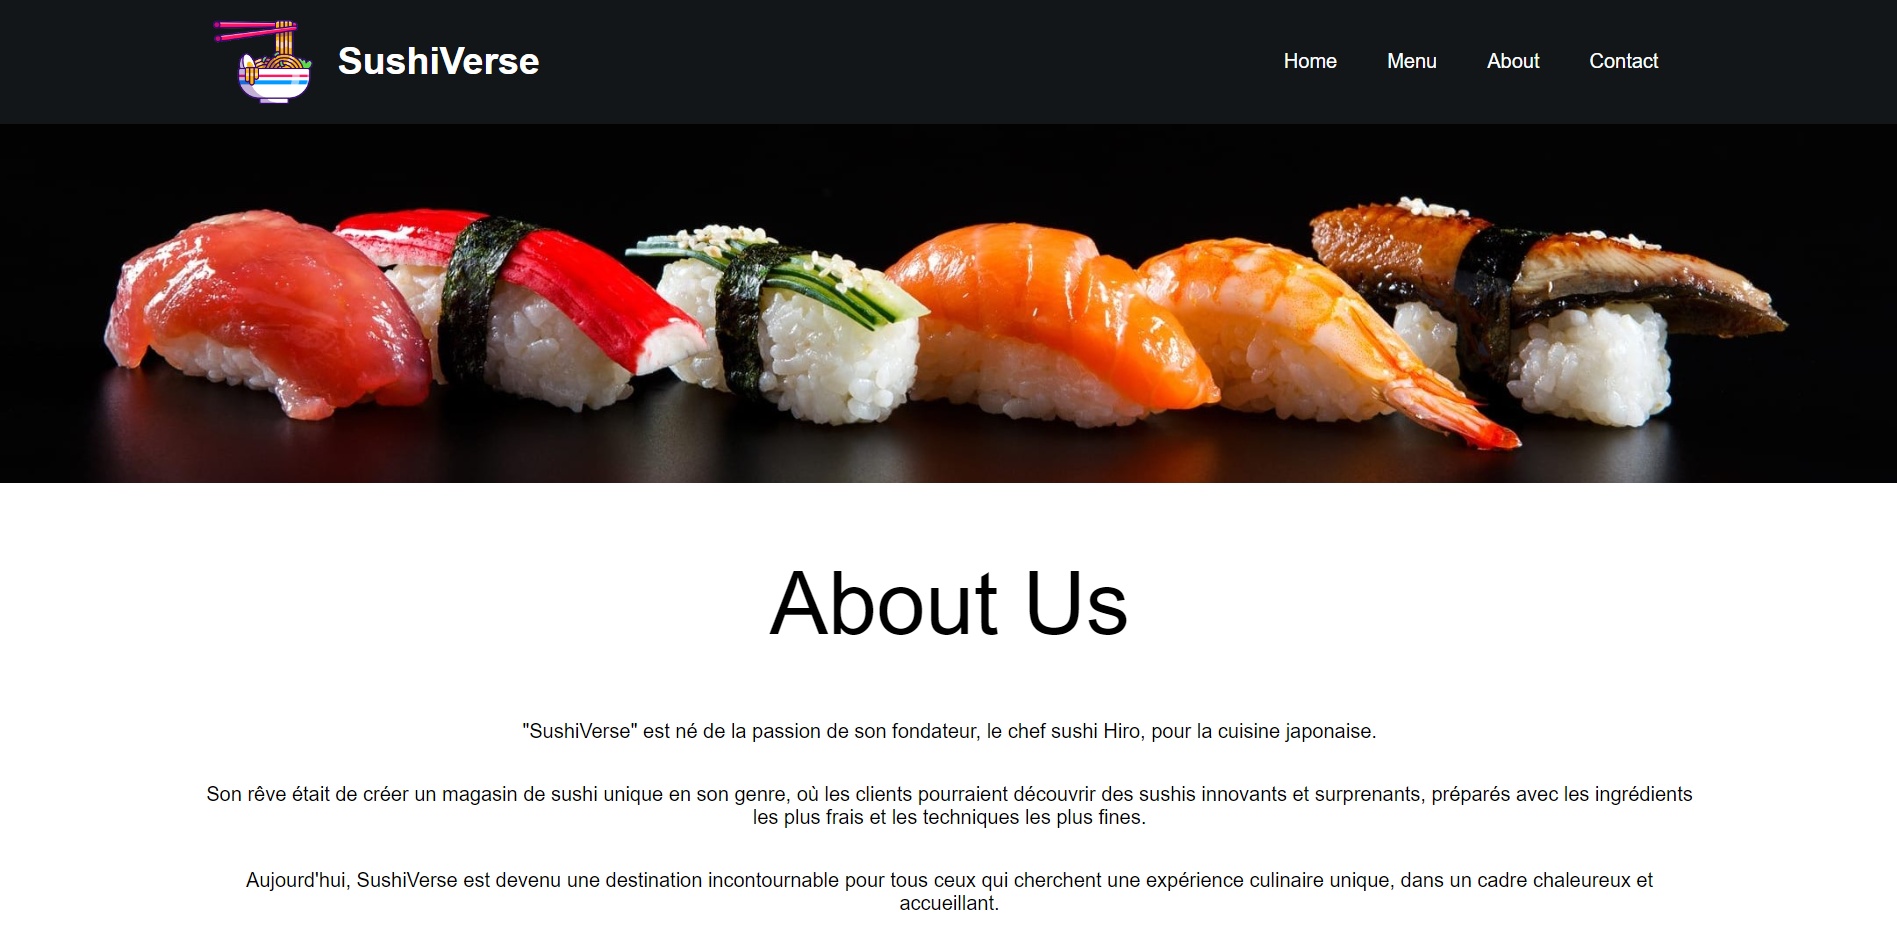 SushiVerse
Home Menu About Contact
About Us
"SushiVerse" est né de la passion de son fondateur, le chef sushi Hiro, pour la cuisine japonaise.
Son rêve était de créer un magasin de sushi unique en son genre, où les clients pourraient découvrir des sushis innovants et surprenants, préparés avec les ingrédients
les plus frais et les techniques les plus fines.
Aujourd'hui, SushiVerse est devenu une destination incontournable pour tous ceux qui cherchent une expérience culinaire unique, dans un cadre chaleureux et
accueillant.